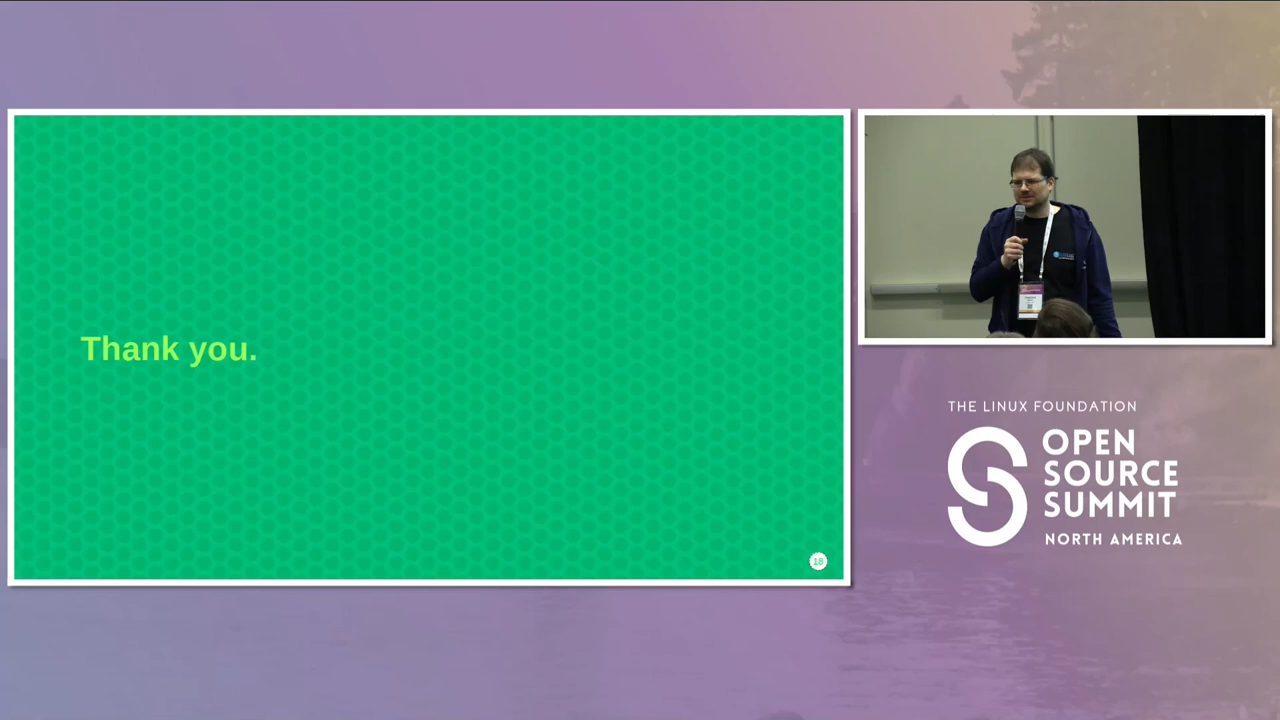 Thank you.
18
THE LINUX FOUNDATION
OPEN
SOURCE
SUMMIT
NORTH AMERICA